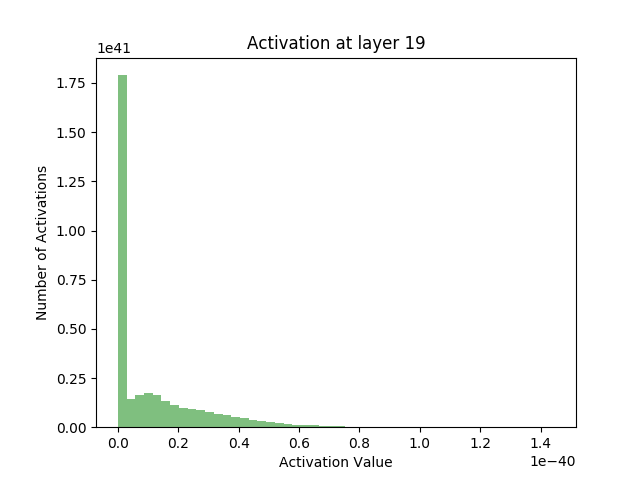 Activation at layer 19
1e41
1.75
1.50
1.25
1.00
0.75
0.50
0.25
0.00
Number of Activations
0.0 0.2 0.4 0.6 0.8 1.0 1.2 1.4
1e−40
Activation Value